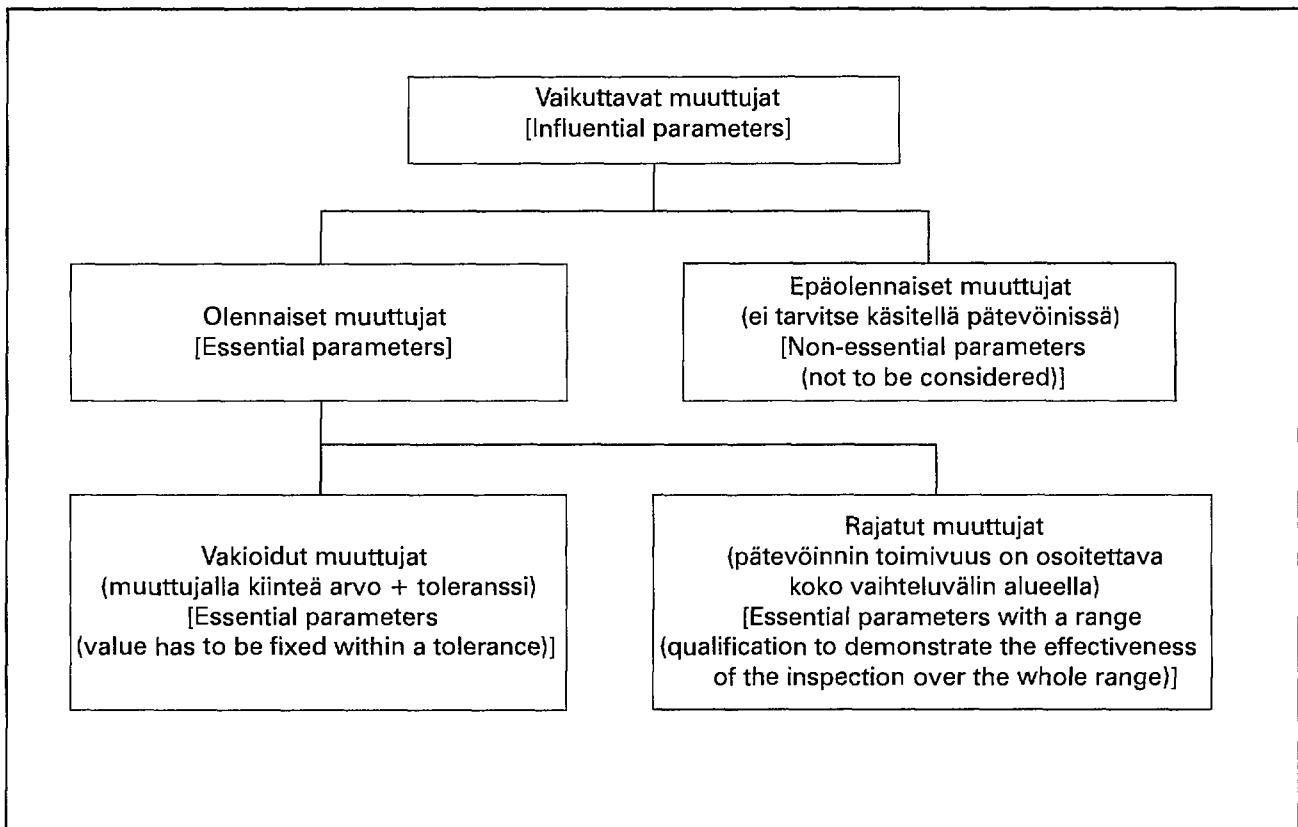 Vaikuttavat muuttujat
[Influential parameters]
Olennaiset muuttujat
[Essential parameters]
Epäolennaiset muuttujat
(ei tarvitse käsitellä pätevöinissä)
[Non-essential parameters
(not to be considered)]
Vakioidut muuttujat
(muuttujalla kiinteä arvo + toleranssi)
[Essential parameters
(value has to be fixed within a tolerance)]
Rajatut muuttujat
(pätevöinnin toimivuus on osoitettava
koko vaihteluvälin alueella)
[Essential parameters with a range
(qualification to demonstrate the effectiveness
of the inspection over the whole range)]